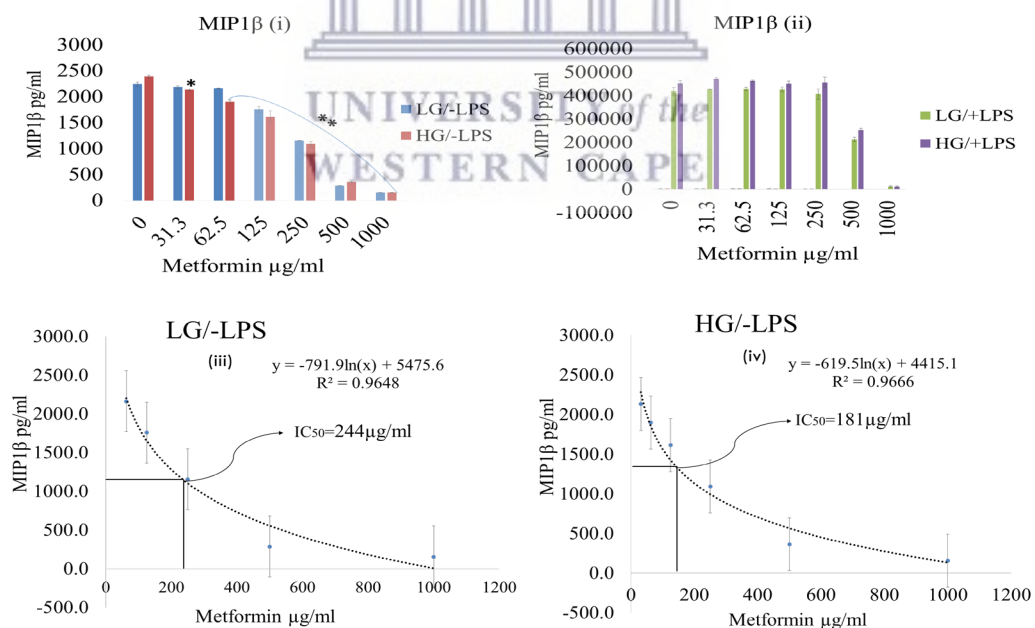 MIP1β (i)
3000
2500
2000
1500
1000
500
0
MIP1β pg/ml
**
*
LG/-LPS
HG/-LPS
0
31.3
62.5
125
250
500
1000
Metformin µg/ml
MIP1β (ii)
600000
500000
400000
300000
200000
100000
0
-100000
MIP1β pg/ml
LG/+LPS
HG/+LPS
0
31.3
62.5
125
250
500
1000
Metformin µg/ml
UNIVERSITY of the
WESTERN CAPE
LG/-LPS
(iii)
y = -791.9ln(x) + 5475.6
R² = 0.9648
IC50=244µg/ml
3000.0
2500.0
2000.0
1500.0
1000.0
500.0
0.0
-500.0
MIP1β pg/ml
0
200
400
600
800
1000
1200
Metformin µg/ml
HG/-LPS
(iv)
y = -619.5ln(x) + 4415.1
R² = 0.9666
IC50=181µg/ml
3000.0
2500.0
2000.0
1500.0
1000.0
500.0
0.0
-500.0
MIP1β pg/ml
0
200
400
600
800
1000
1200
Metformin µg/ml